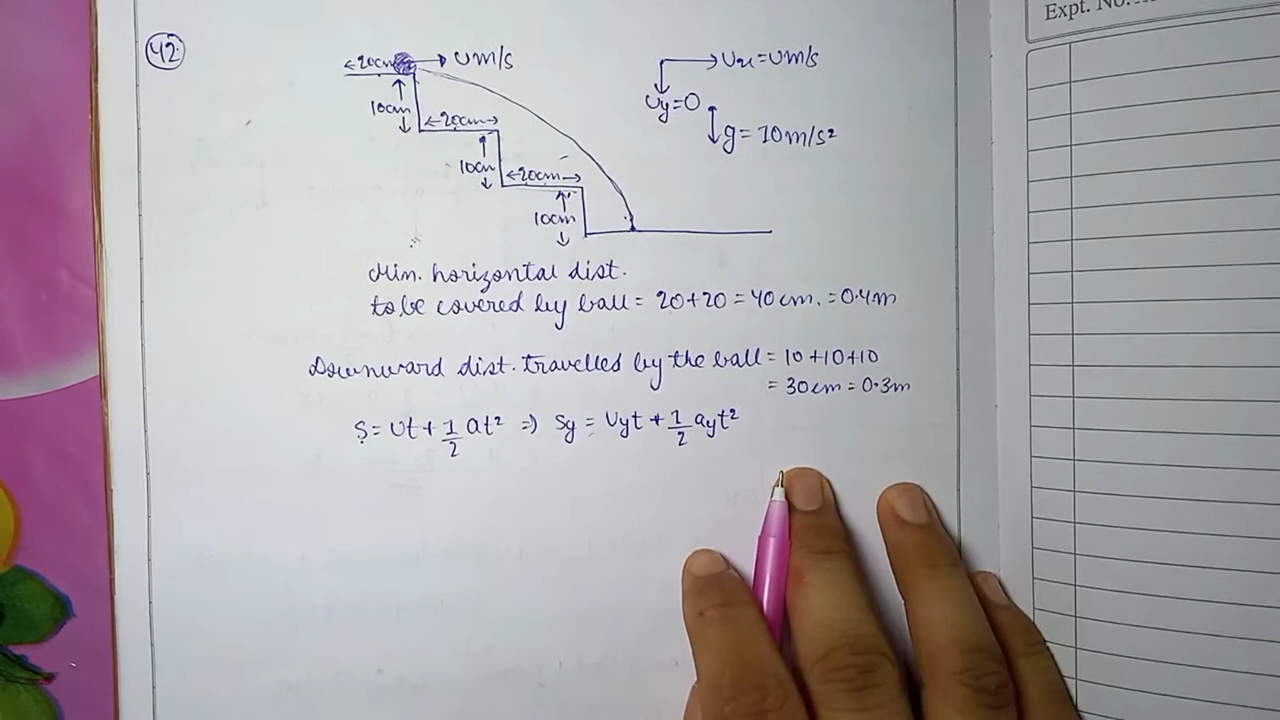 42
20cm
U m/s
10cm
20cm
10cm
20cm
10cm
Ux = U m/s
Uy = 0
g = 10 m/s²
Min. horizontal dist.
to be covered by ball = 20+20 = 40 cm. = 0.4m
Downward dist. travelled by the ball = 10+10+10
= 30cm = 0.3m
S = Ut + 1/2 at² ⇒ Sy = Uyt + 1/2 ayt²
Expt. No.